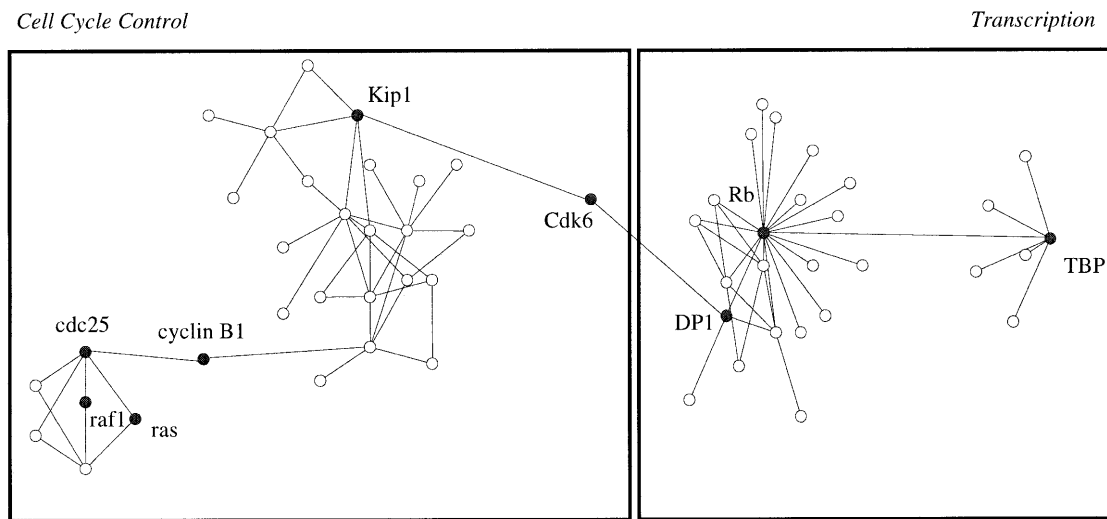 Cell Cycle Control
Transcription
Kip1
Cdk6
Rb
TBP
DP1
cdc25
cyclin B1
raf1
ras